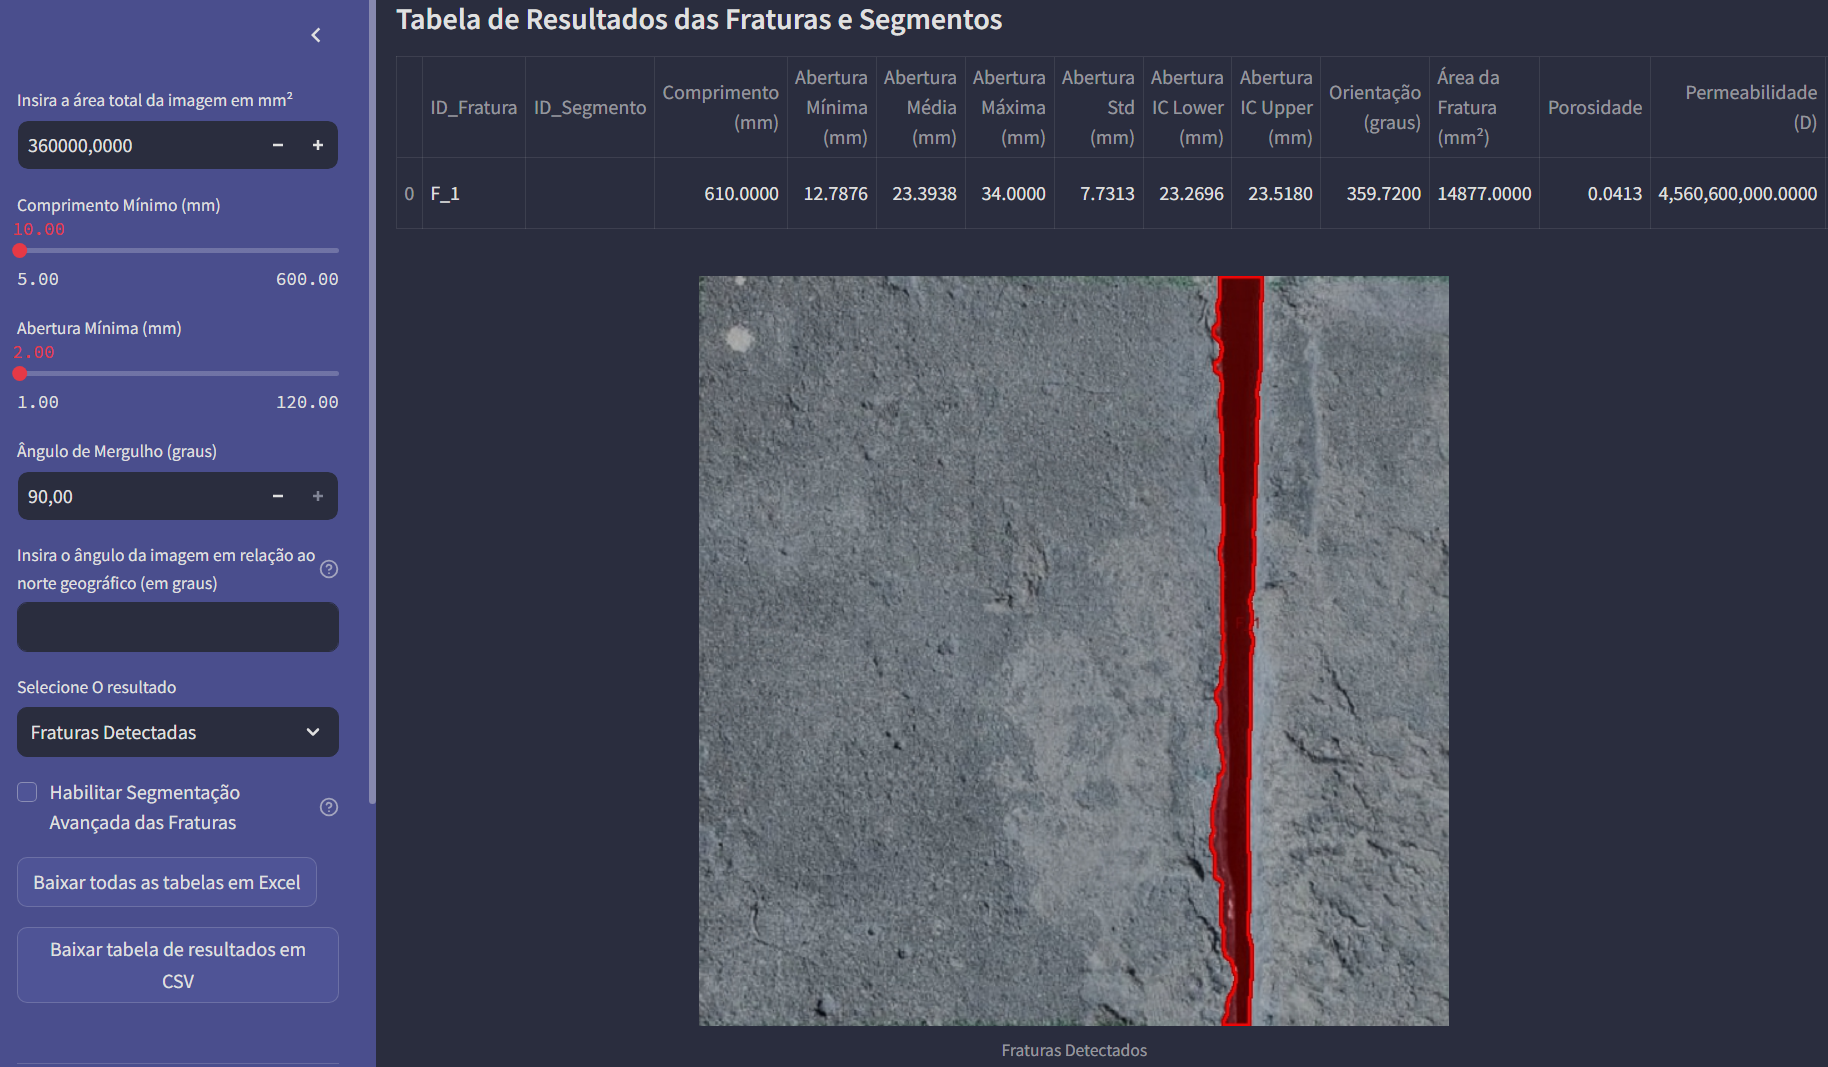 Insira a área total da imagem em mm²
360000,0000
Comprimento Mínimo (mm)
10.00
5.00 600.00
Abertura Mínima (mm)
2.00
1.00 120.00
Ângulo de Mergulho (graus)
90,00
Insira o ângulo da imagem em relação ao
norte geográfico (em graus)
Selecione O resultado
Fraturas Detectadas
Habilitar Segmentação
Avançada das Fraturas
Baixar todas as tabelas em Excel
Baixar tabela de resultados em
CSV
Tabela de Resultados das Fraturas e Segmentos
ID_Fratura ID_Segmento Comprimento (mm) Abertura Mínima (mm) Abertura Média (mm) Abertura Máxima (mm) Abertura Std (mm) Abertura IC Lower (mm) Abertura IC Upper (mm) Orientação (graus) Área da Fratura (mm²) Porosidade Permeabilidade (D)
0 F_1 610.0000 12.7876 23.3938 34.0000 7.7313 23.2696 23.5180 359.7200 14877.0000 0.0413 4,560,600,000.0000
F_1
Fraturas Detectados